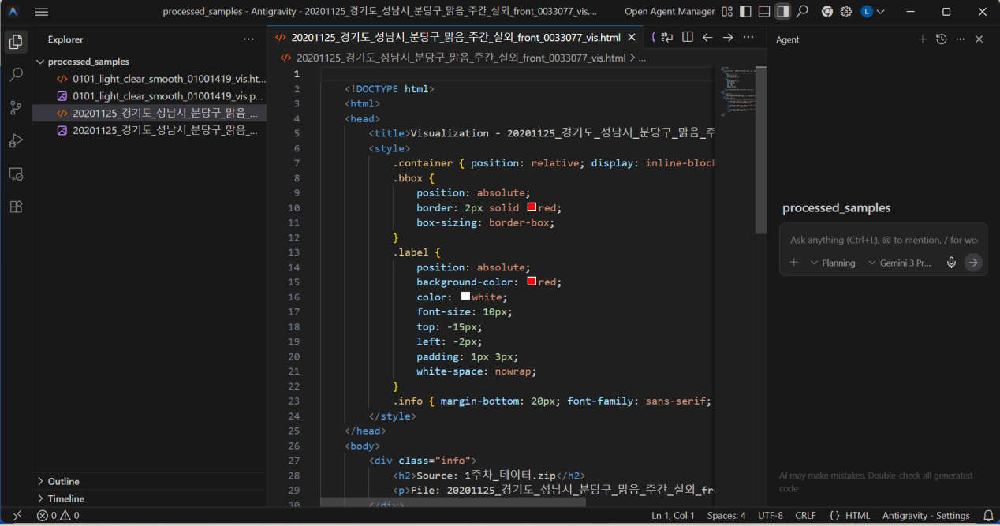 processed_samples - Antigravity - 20201125_경기도_성남시_분당구_맑음_주간_실외_front_0033077_vis....
Open Agent Manager
L
Explorer
processed_samples
0101_light_clear_smooth_01001419_vis.ht...
0101_light_clear_smooth_01001419_vis.p...
20201125_경기도_성남시_분당구_맑음_...
20201125_경기도_성남시_분당구_맑음_...
Outline
Timeline
20201125_경기도_성남시_분당구_맑음_주간_실외_front_0033077_vis.html
20201125_경기도_성남시_분당구_맑음_주간_실외_front_0033077_vis.html > ...
1
2 <!DOCTYPE html>
3 <html>
4 <head>
5 <title>Visualization - 20201125_경기도_성남시_분당구_맑음_주
6 <style>
7 .container { position: relative; display: inline-block
8 .bbox {
9 position: absolute;
10 border: 2px solid red;
11 box-sizing: border-box;
12 }
13 .label {
14 position: absolute;
15 background-color: red;
16 color: white;
17 font-size: 10px;
18 top: -15px;
19 left: -2px;
20 padding: 1px 3px;
21 white-space: nowrap;
22 }
23 .info { margin-bottom: 20px; font-family: sans-serif;
24 </style>
25 </head>
26 <body>
27 <div class="info">
28 <h2>Source: 1주차_데이터.zip</h2>
29 <p>File: 20201125_경기도_성남시_분당구_맑음_주간_실외_fr
30 </div>
Agent
processed_samples
Ask anything (Ctrl+L), @ to mention, / for wo
Planning
Gemini 3 Pr...
AI may make mistakes. Double-check all generated
code.
0 0
Ln 1, Col 1
Spaces: 4
UTF-8
CRLF
{ } HTML
Antigravity - Settings